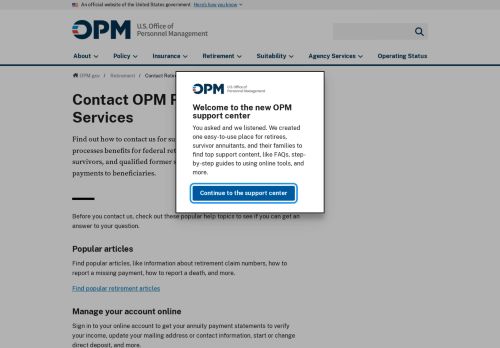 An official website of the United States government Here's how you know
OPM U.S. Office of
Personnel Management
About Policy Insurance Retirement Suitability Agency Services Operating Status
OPM.gov / Retirement / Contact Retire
Contact OPM R
Services
Find out how to contact us for su
processes benefits for federal reti
survivors, and qualified former s
payments to beneficiaries.
OPM U.S. Office of
Personnel Management
Welcome to the new OPM
support center
You asked and we listened. We created
one easy-to-use place for retirees,
survivor annuitants, and their families to
find top support content, like FAQs, step-
by-step guides to using online tools, and
more.
Continue to the support center
Before you contact us, check out these popular help topics to see if you can get an
answer to your question.
Popular articles
Find popular articles, like information about retirement claim numbers, how to
report a missing payment, how to report a death, and more.
Find popular retirement articles
Manage your account online
Sign in to your online account to get your annuity payment statements to verify
your income, update your mailing address or contact information, start or change
direct deposit, and more.